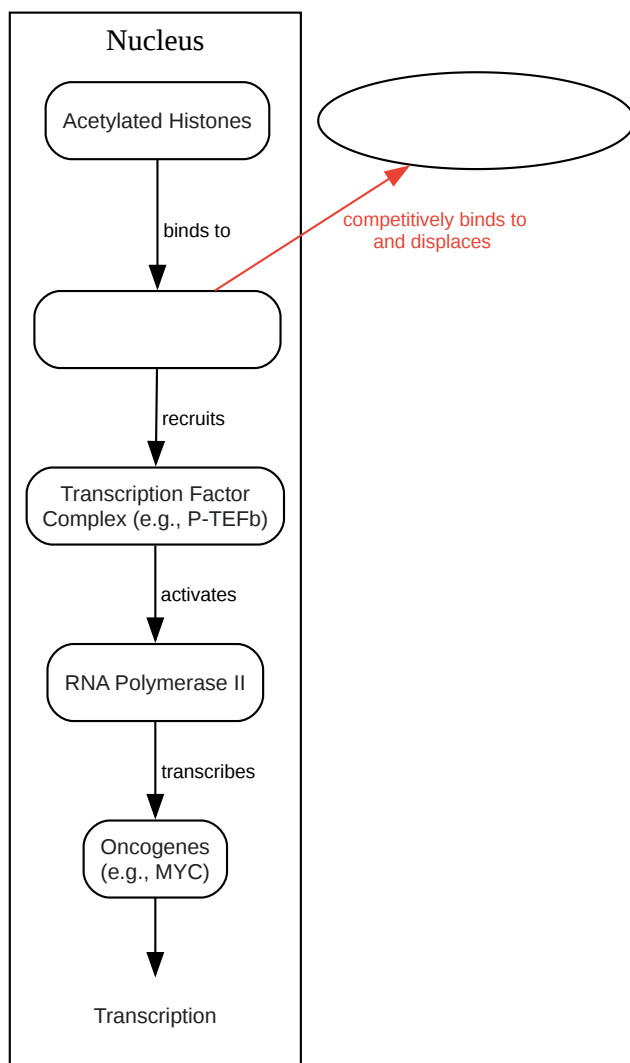 Nucleus
Acetylated Histones
binds to
competitively binds to
and displaces
recruits
Transcription Factor
Complex (e.g., P-TEFb)
activates
RNA Polymerase II
transcribes
Oncogenes
(e.g., MYC)
Transcription